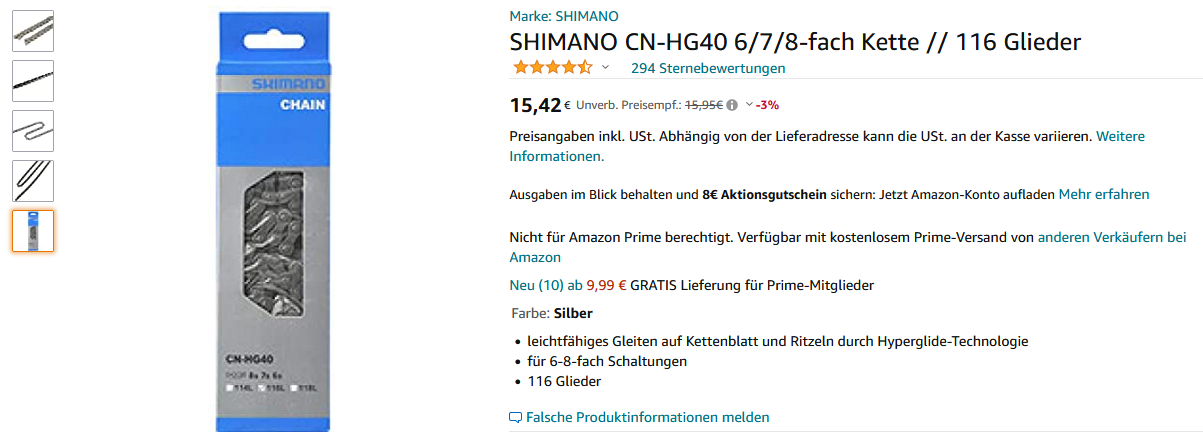 Marke: SHIMANO
SHIMANO CN-HG40 6/7/8-fach Kette // 116 Glieder
294 Sternebewertungen
15,42 € Unverb. Preisempf.: 15,95€ -3%
Preisangaben inkl. USt. Abhängig von der Lieferadresse kann die USt. an der Kasse variieren. Weitere
Informationen.
Ausgaben im Blick behalten und 8€ Aktionsgutschein sichern: Jetzt Amazon-Konto aufladen Mehr erfahren
Nicht für Amazon Prime berechtigt. Verfügbar mit kostenlosem Prime-Versand von anderen Verkäufern bei
Amazon
Neu (10) ab 9,99 € GRATIS Lieferung für Prime-Mitglieder
Farbe: Silber
• leichtfähiges Gleiten auf Kettenblatt und Ritzeln durch Hyperglide-Technologie
• für 6-8-fach Schaltungen
• 116 Glieder
Falsche Produktinformationen melden
SHIMANO
CHAIN
CN-HG40
8s 7s 6s
114L 116L 118L